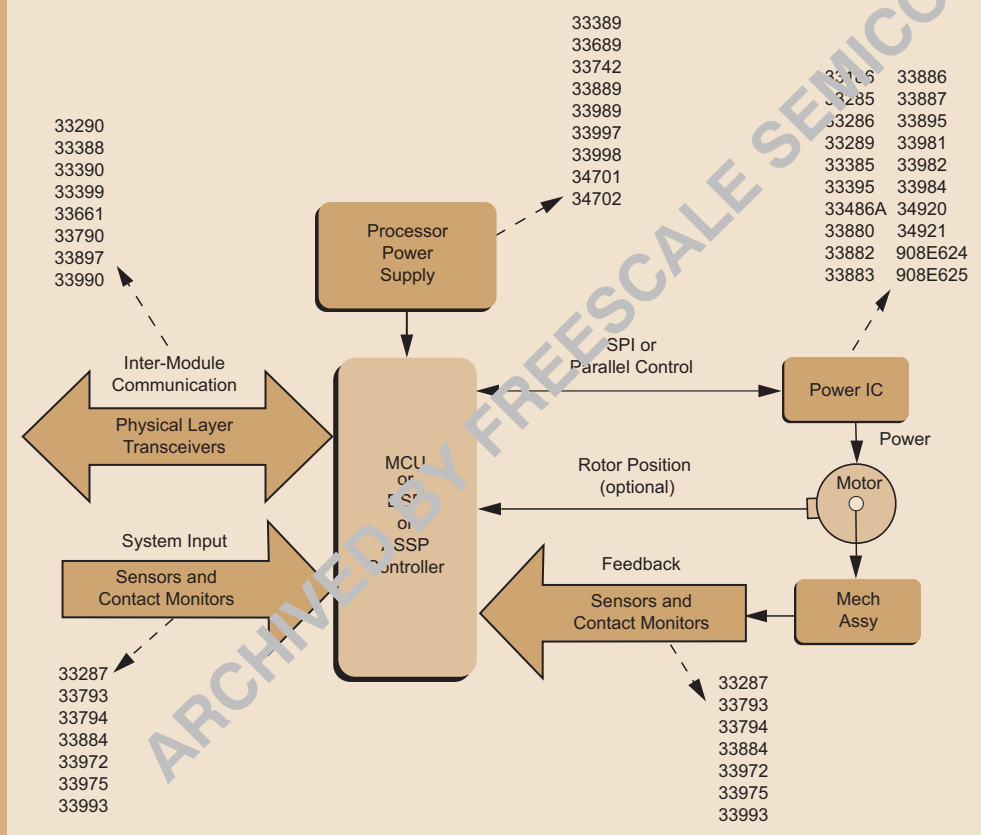 33389
33689
33742
33889
33989
33997
33998
34701
34702
33886
33887
33895
33981
33982
33984
34920
34921
908E624
908E625
33286
33289
33385
33395
33486A
33880
33882
33883
33290
33388
33390
33399
33661
33790
33897
33990
Processor
Power
Supply
Inter-Module
Communication
Physical Layer
Transceivers
SPI or
Parallel Control
Power IC
Power
Motor
Rotor Position
(optional)
MCU
or
or
Controller
System Input
Sensors and
Contact Monitors
Feedback
Sensors and
Contact Monitors
Mech
Assy
33287
33793
33794
33884
33972
33975
33993
33287
33793
33794
33884
33972
33975
33993
ARCHIVED BY FREESCALE